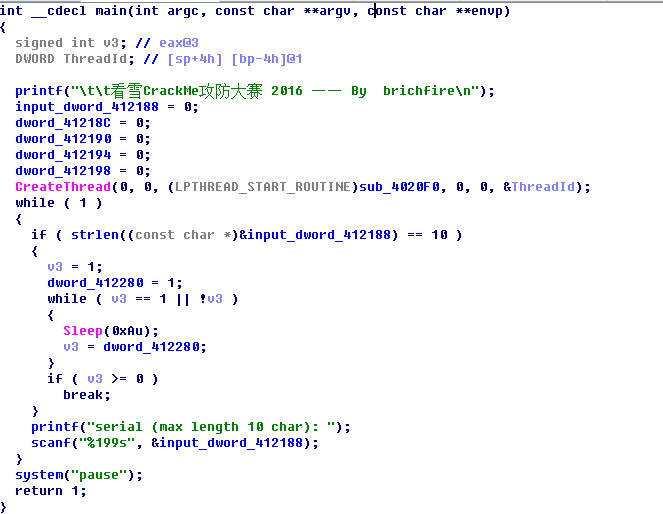 int __cdecl main(int argc, const char **argv, const char **envp)
{
  signed int v3; // eax@3
  DWORD ThreadId; // [sp+4h] [bp-4h]@1

  printf("\t\t看雪CrackMe攻防大赛 2016 —— By  brichfire\n");
  input_dword_412188 = 0;
  dword_41218C = 0;
  dword_412190 = 0;
  dword_412194 = 0;
  dword_412198 = 0;
  CreateThread(0, 0, (LPTHREAD_START_ROUTINE)sub_4020F0, 0, 0, &ThreadId);
  while ( 1 )
  {
    if ( strlen((const char *)&input_dword_412188) == 10 )
    {
      v3 = 1;
      dword_412280 = 1;
      while ( v3 == 1 || !v3 )
      {
        Sleep(0xAu);
        v3 = dword_412280;
      }
      if ( v3 >= 0 )
        break;
    }
    printf("serial (max length 10 char): ");
    scanf("%199s", &input_dword_412188);
  }
  system("pause");
  return 1;
}